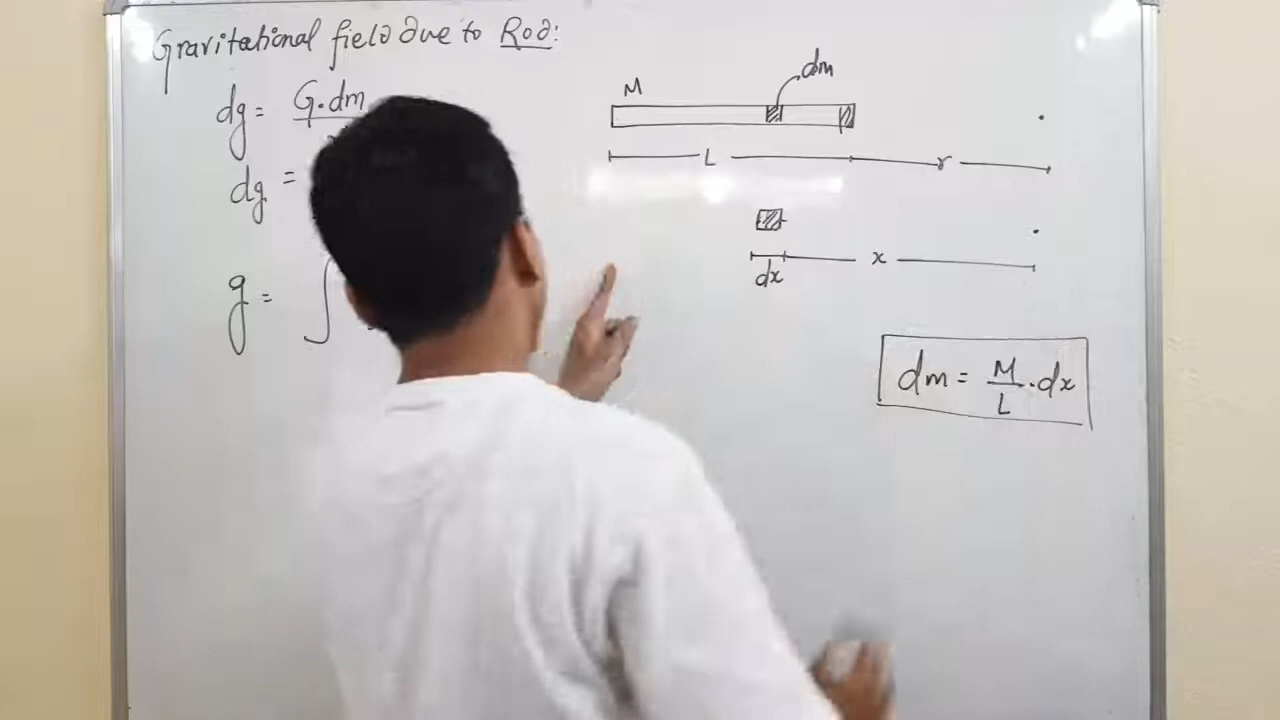 Gravitational field due to Rod:
dg = G.dm
dg =
g = ∫
M
dm
L
r
x
dx
dm = M/L . dx